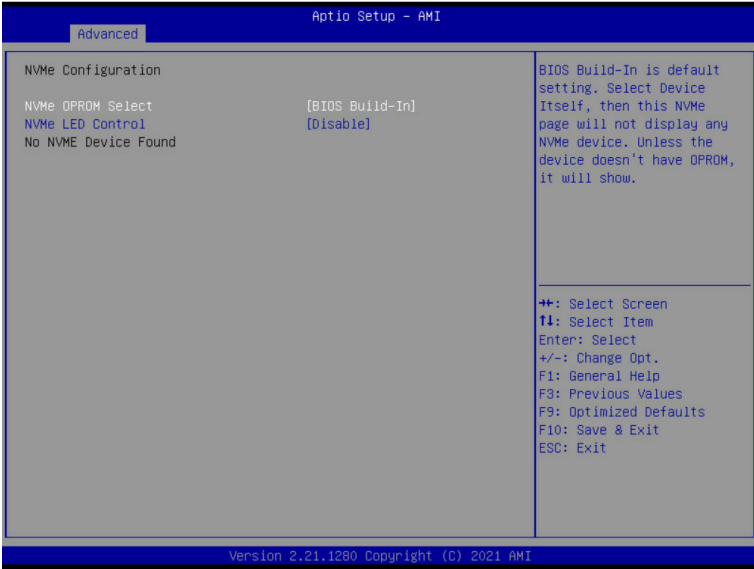 Aptio Setup – AMI
Advanced
NVMe Configuration
NVMe OPROM Select [BIOS Build-In]
NVMe LED Control [Disable]
No NVME Device Found
BIOS Build-In is default
setting. Select Device
Itself, then this NVMe
page will not display any
NVMe device. Unless the
device doesn't have OPROM,
it will show.
→←: Select Screen
↑↓: Select Item
Enter: Select
+/-: Change Opt.
F1: General Help
F3: Previous Values
F9: Optimized Defaults
F10: Save & Exit
ESC: Exit
Version 2.21.1280 Copyright (C) 2021 AMI